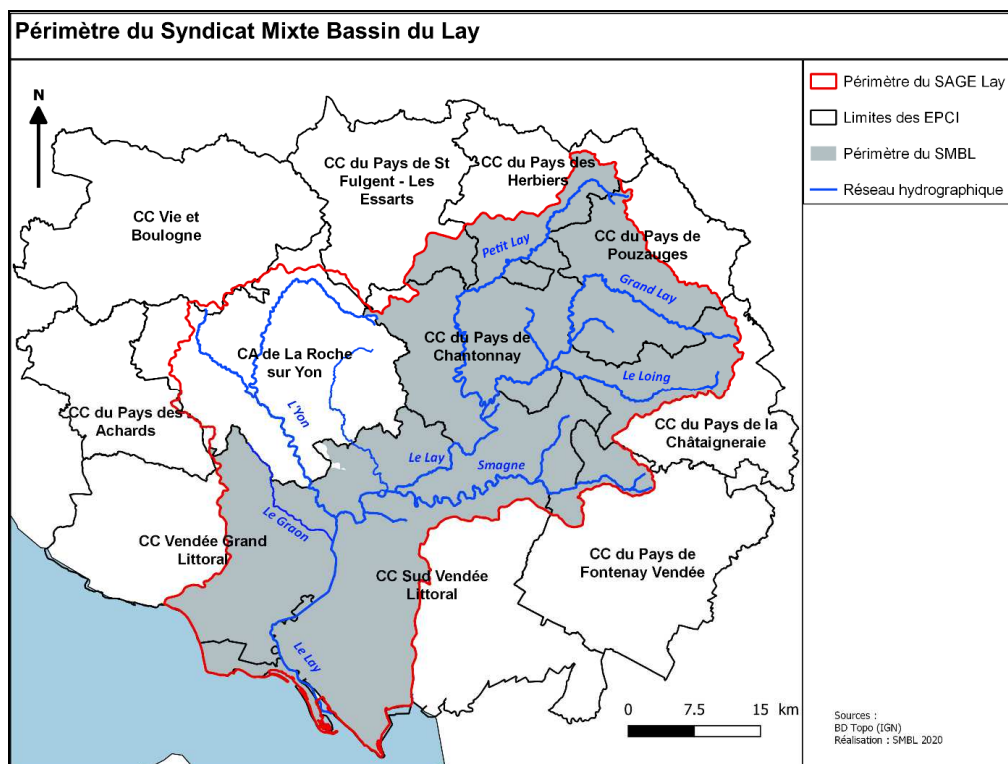 Périmètre du Syndicat Mixte Bassin du Lay
N
Périmètre du SAGE Lay
Limites des EPCI
Périmètre du SMBL
Réseau hydrographique
CC du Pays de St
Fulgent - Les
Essarts
CC du Pays des
Herbiers
CC Vie et
Boulogne
Petit Lay
CC du Pays de
Pouzauges
Grand Lay
CA de La Roche
sur Yon
CC du Pays de
Chantonnay
Le Loing
CC du Pays des
Achards
L'Yon
CC du Pays de la
Châtaigneraie
Le Lay
Smagne
Le Graon
CC Vendée Grand
Littoral
CC Sud Vendée
Littoral
CC du Pays de
Fontenay Vendée
Le Lay
0 7.5 15 km
Sources :
BD Topo (IGN)
Réalisation : SMBL 2020